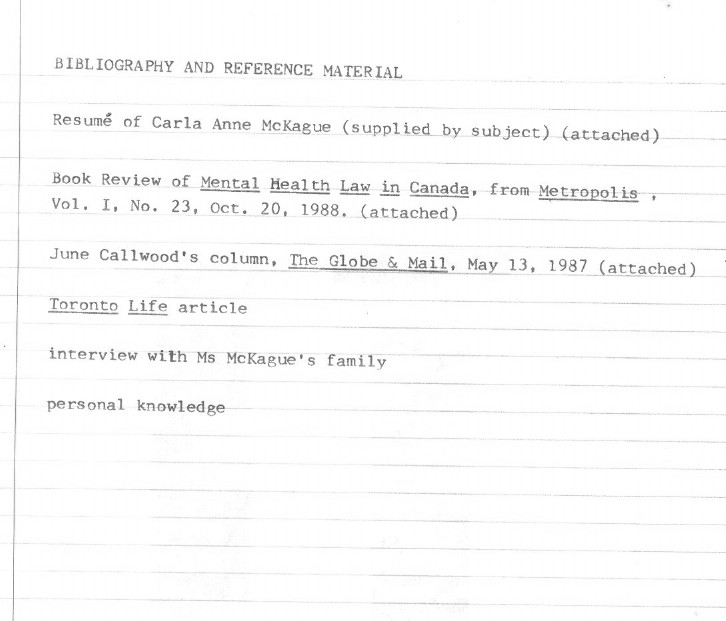 BIBLIOGRAPHY AND REFERENCE MATERIAL
Resumé of Carla Anne McKague (supplied by subject) (attached)
Book Review of Mental Health Law in Canada, from Metropolis ,
Vol. I, No. 23, Oct. 20, 1988. (attached)
June Callwood's column, The Globe & Mail, May 13, 1987 (attached)
Toronto Life article
interview with Ms McKague's family
personal knowledge